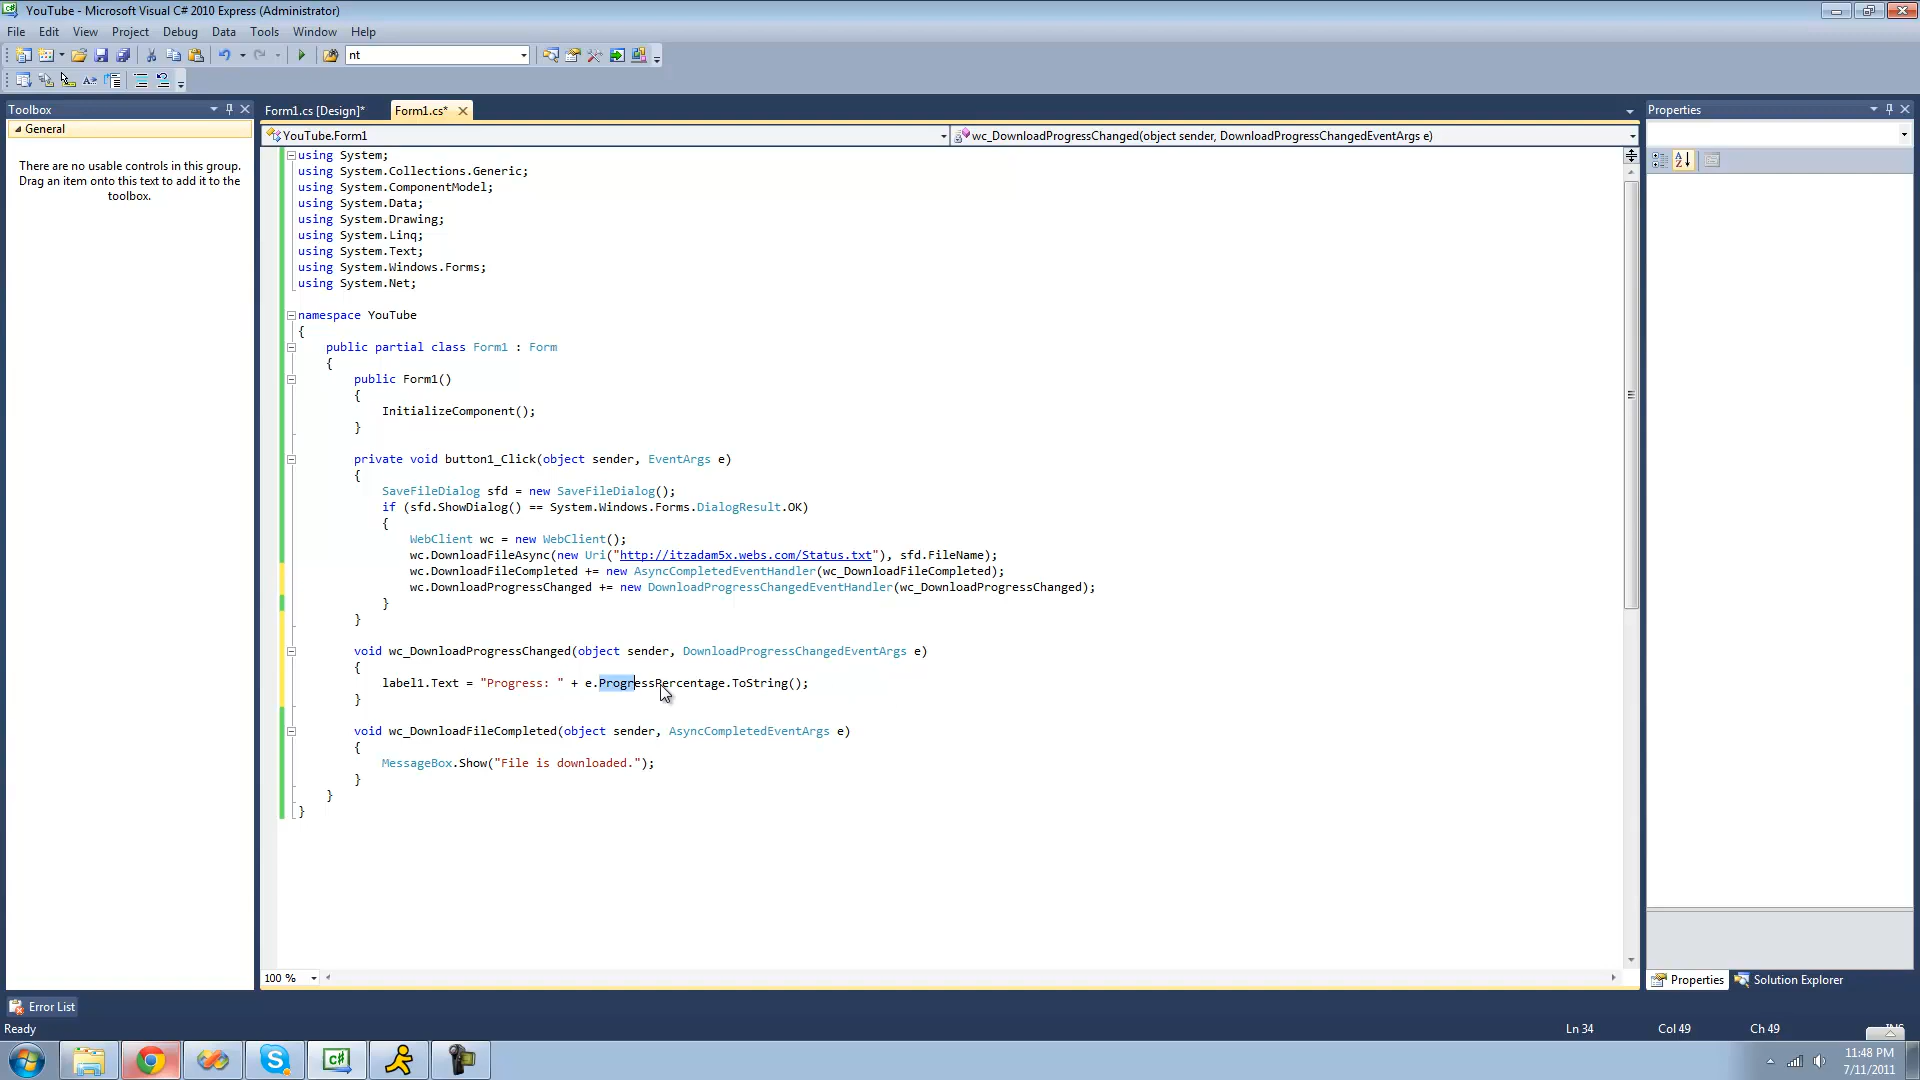 YouTube - Microsoft Visual C# 2010 Express (Administrator)
File Edit View Project Debug Data Tools Window Help
nt
Toolbox
General
There are no usable controls in this group. Drag an item onto this text to add it to the toolbox.
Form1.cs [Design]* Form1.cs*
YouTube.Form1 wc_DownloadProgressChanged(object sender, DownloadProgressChangedEventArgs e)
using System;
using System.Collections.Generic;
using System.ComponentModel;
using System.Data;
using System.Drawing;
using System.Linq;
using System.Text;
using System.Windows.Forms;
using System.Net;
namespace YouTube
{
public partial class Form1 : Form
{
public Form1()
{
InitializeComponent();
}
private void button1_Click(object sender, EventArgs e)
{
SaveFileDialog sfd = new SaveFileDialog();
if (sfd.ShowDialog() == System.Windows.Forms.DialogResult.OK)
{
WebClient wc = new WebClient();
wc.DownloadFileAsync(new Uri("http://itzadam5x.webs.com/Status.txt"), sfd.FileName);
wc.DownloadFileCompleted += new AsyncCompletedEventHandler(wc_DownloadFileCompleted);
wc.DownloadProgressChanged += new DownloadProgressChangedEventHandler(wc_DownloadProgressChanged);
}
}
void wc_DownloadProgressChanged(object sender, DownloadProgressChangedEventArgs e)
{
label1.Text = "Progress: " + e.ProgressPercentage.ToString();
}
void wc_DownloadFileCompleted(object sender, AsyncCompletedEventArgs e)
{
MessageBox.Show("File is downloaded.");
}
}
}
100 %
Properties
Properties Solution Explorer
Error List
Ready
Ln 34 Col 49 Ch 49
11:48 PM
7/11/2011